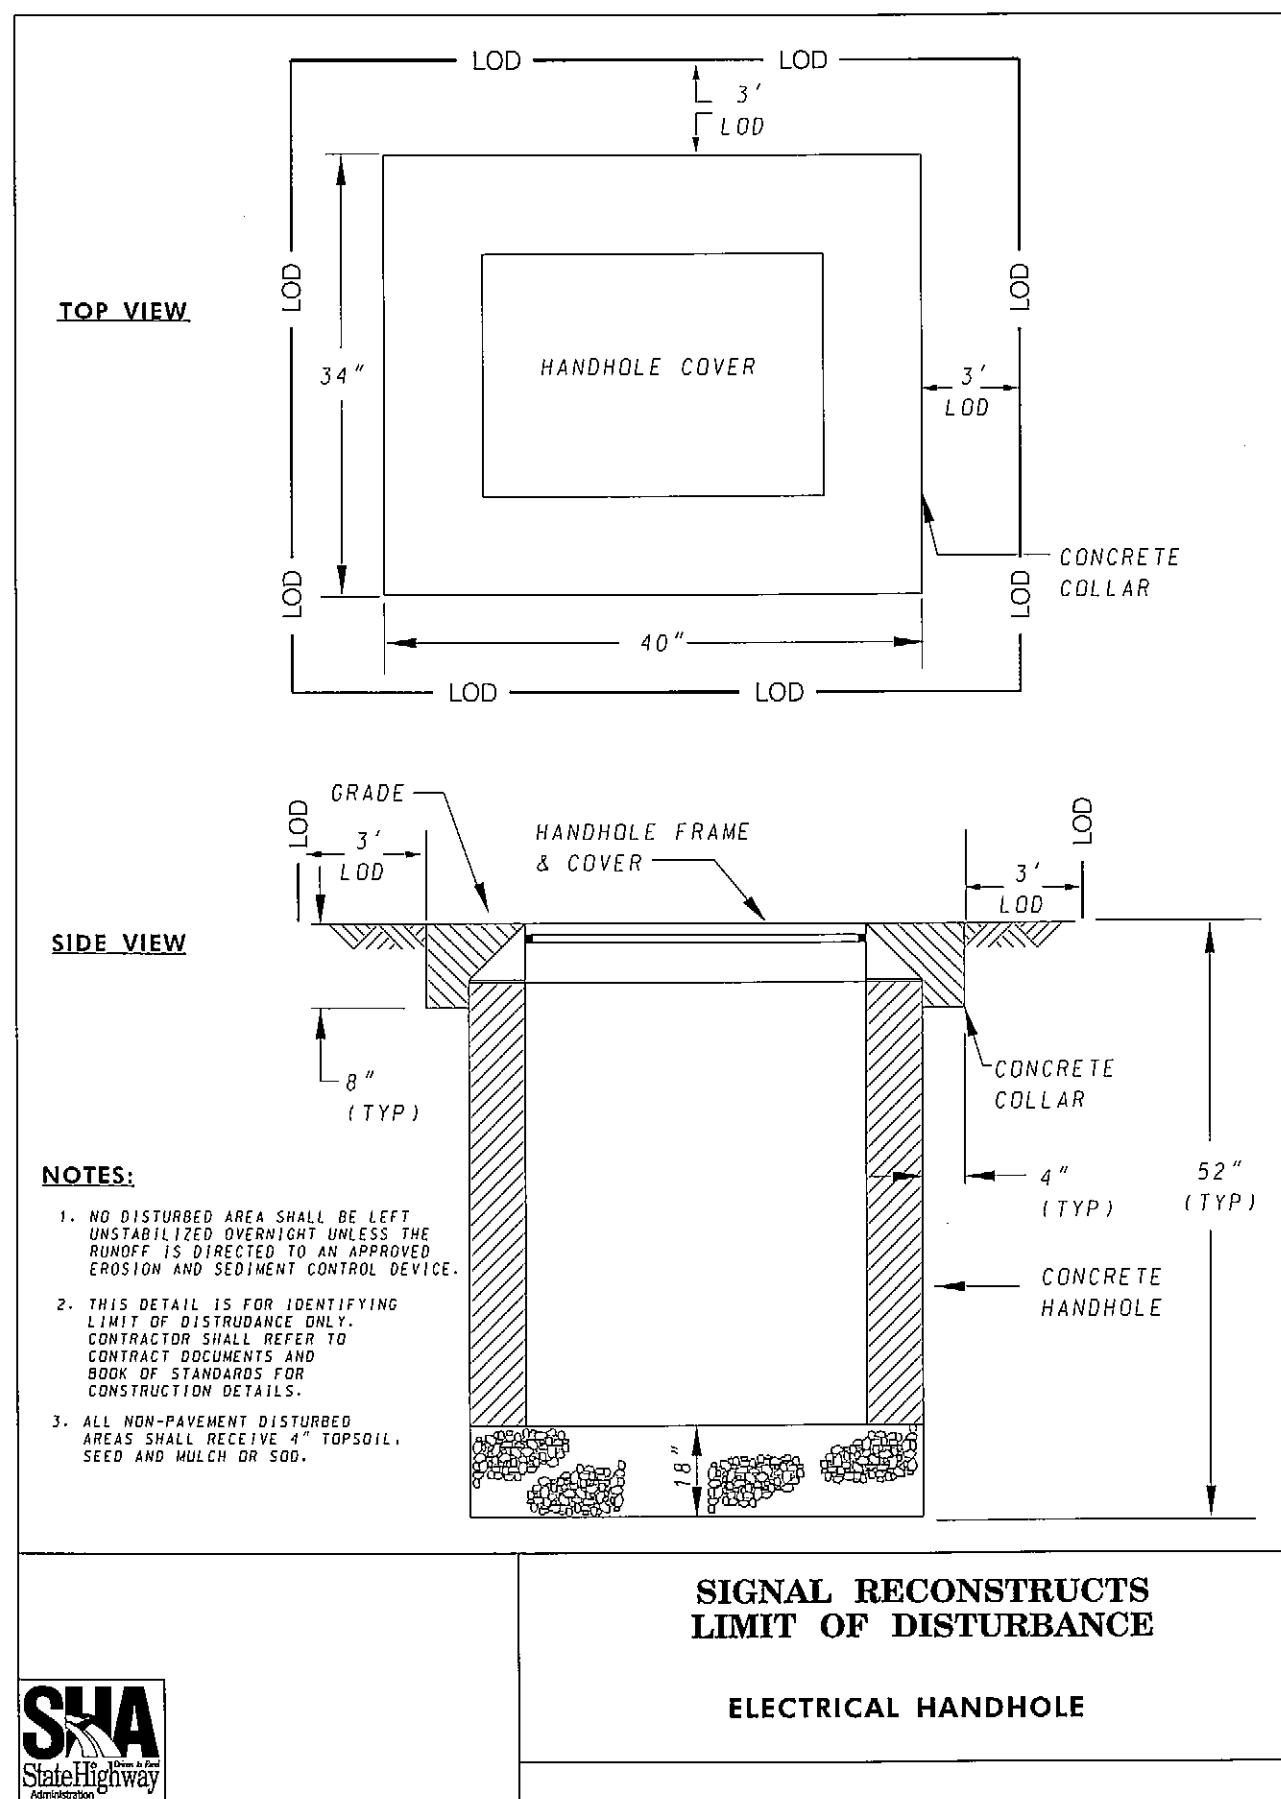 LOD
LOD
3'
LOD
LOD
LOD
TOP VIEW
34"
HANDHOLE COVER
3'
LOD
CONCRETE
COLLAR
LOD
LOD
40"
LOD
LOD
GRADE
LOD
LOD
3'
LOD
HANDHOLE FRAME
& COVER
3'
LOD
SIDE VIEW
8"
(TYP)
CONCRETE
COLLAR
4"
(TYP)
52"
(TYP)
CONCRETE
HANDHOLE
18"
NOTES:
1. NO DISTURBED AREA SHALL BE LEFT
UNSTABILIZED OVERNIGHT UNLESS THE
RUNOFF IS DIRECTED TO AN APPROVED
EROSION AND SEDIMENT CONTROL DEVICE.
2. THIS DETAIL IS FOR IDENTIFYING
LIMIT OF DISTRUDANCE ONLY.
CONTRACTOR SHALL REFER TO
CONTRACT DOCUMENTS AND
BOOK OF STANDARDS FOR
CONSTRUCTION DETAILS.
3. ALL NON-PAVEMENT DISTURBED
AREAS SHALL RECEIVE 4" TOPSOIL,
SEED AND MULCH OR SOD.
SIGNAL RECONSTRUCTS
LIMIT OF DISTURBANCE
ELECTRICAL HANDHOLE
SHA
Driven to Excel
StateHighway
Administration